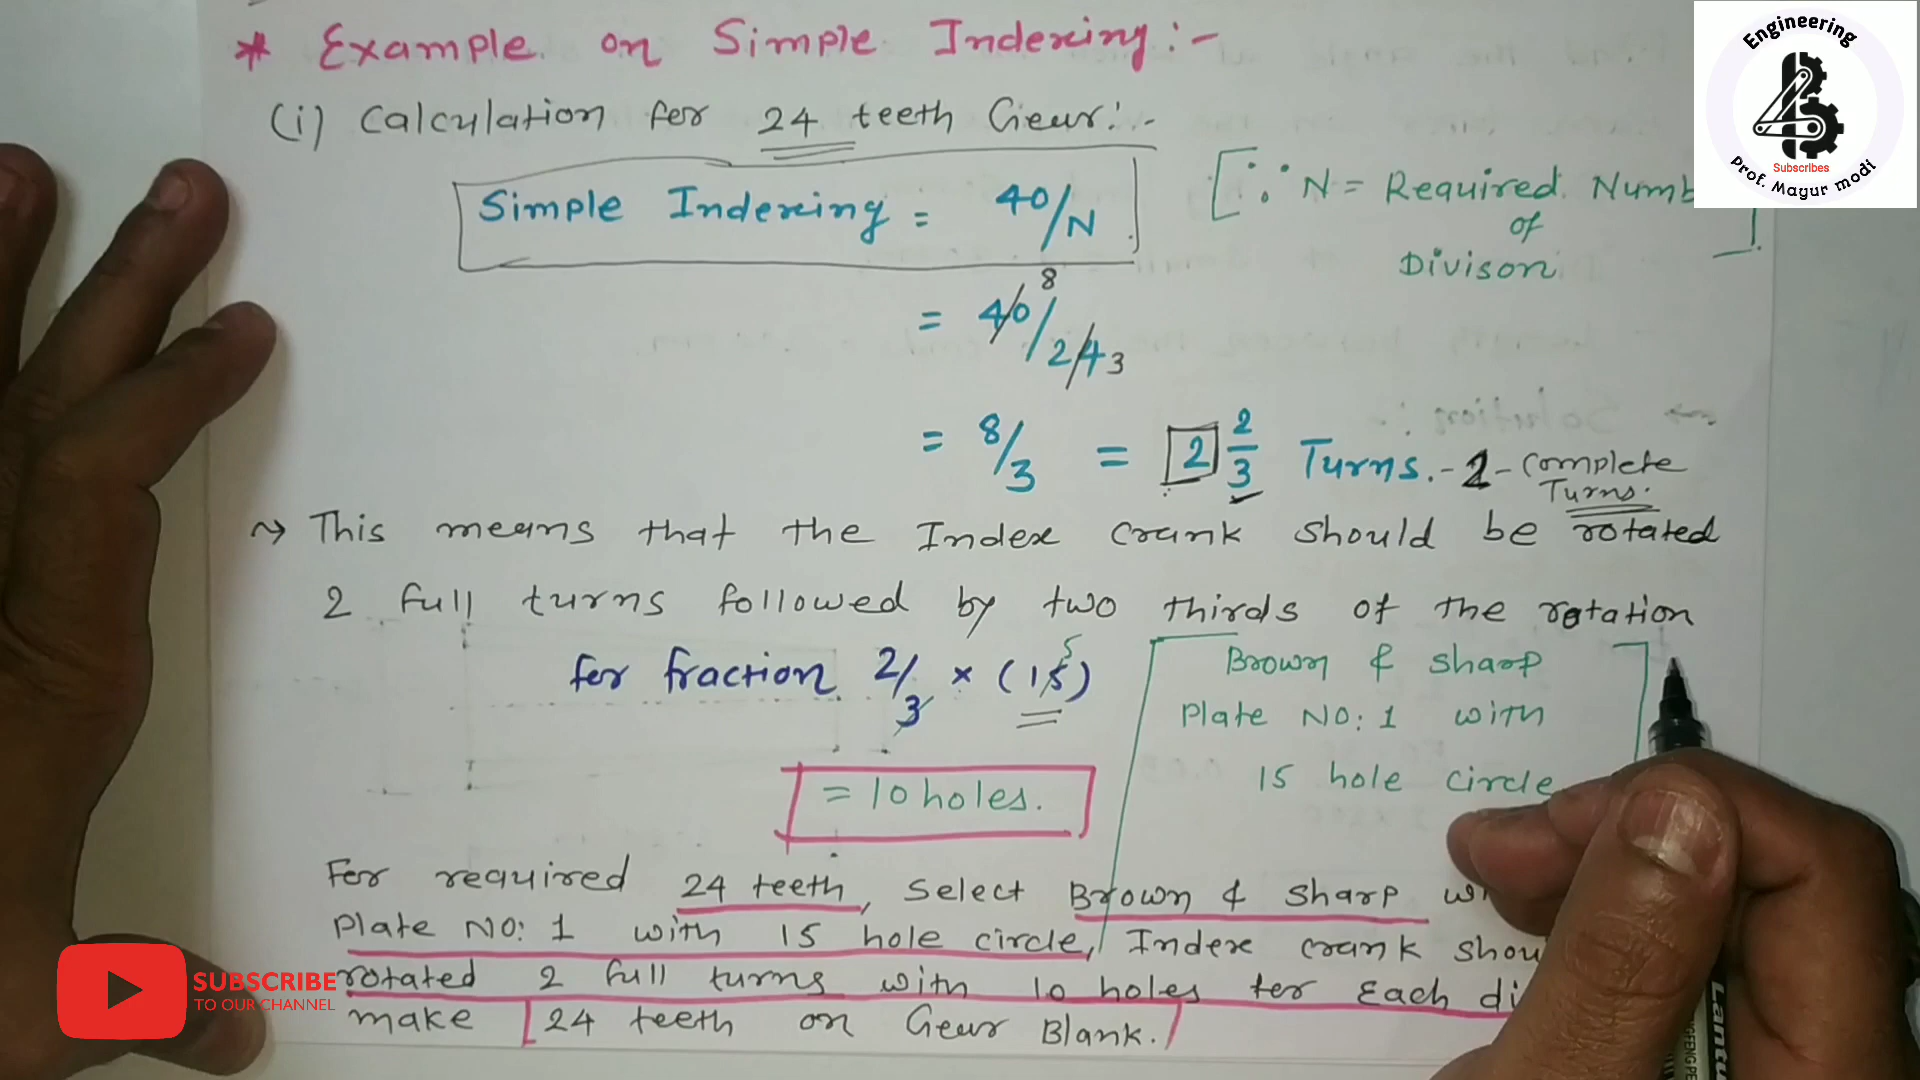 * Example on Simple Indexing :-
Engineering
Subscribes
Prof. Mayur modi
(i) Calculation for 24 teeth Gear :-
Simple Indexing = 40/N
[∵ N = Required
of
Divison]
= 40/24 8 3
= 8/3 = 2 2/3 Turns. - 2 - complete
Turns.
→ This means that the Index crank should be rotated
2 full turns followed by two thirds of the rotation
for fraction 2/3 × (15) 5
= 10 holes.
[Brown & sharp
Plate NO: 1 with
15 hole circle
For required 24 teeth, select Brown & sharp
Plate NO: 1 with 15 hole circle, Index crank
rotated 2 full turns with 10 holes for Each
make [24 teeth on Gear Blank.]
SUBSCRIBE
TO OUR CHANNEL